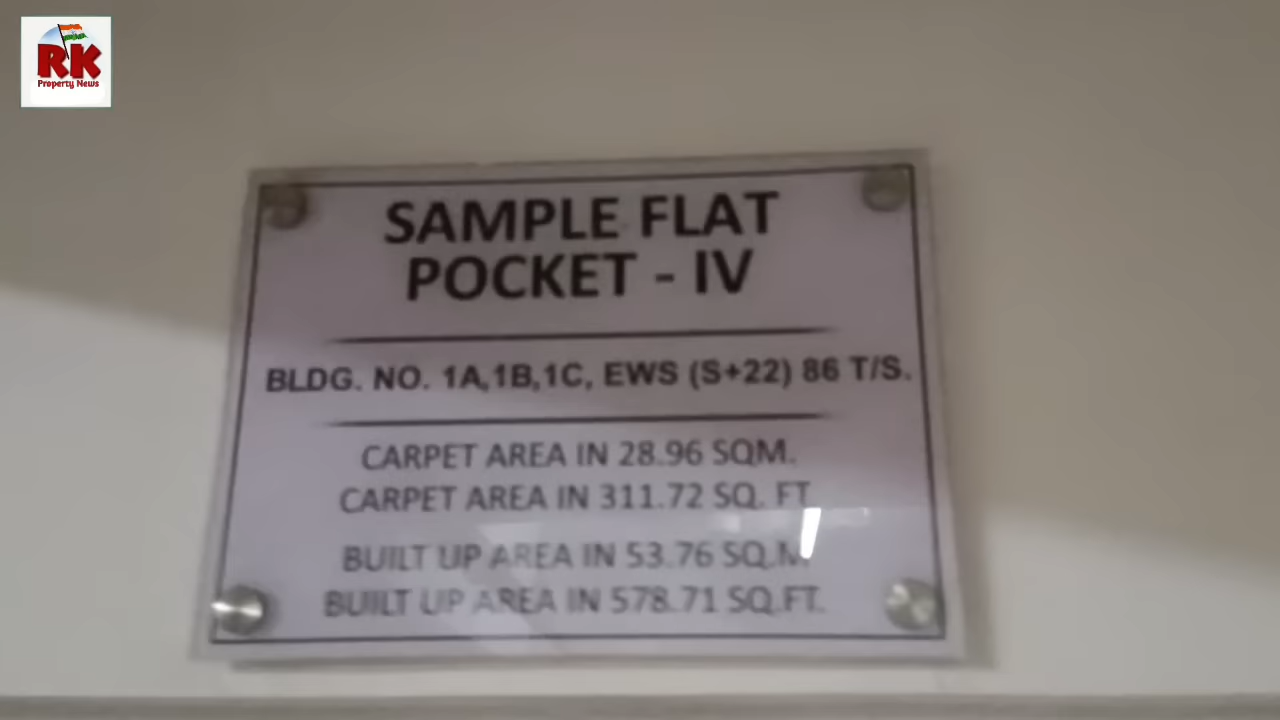 RK
Property News
SAMPLE FLAT
POCKET - IV
BLDG. NO. 1A,1B,1C, EWS (S+22) 86 T/S.
CARPET AREA IN 28.96 SQM.
CARPET AREA IN 311.72 SQ. FT.
BUILT UP AREA IN 53.76 SQ.M.
BUILT UP AREA IN 578.71 SQ.FT.